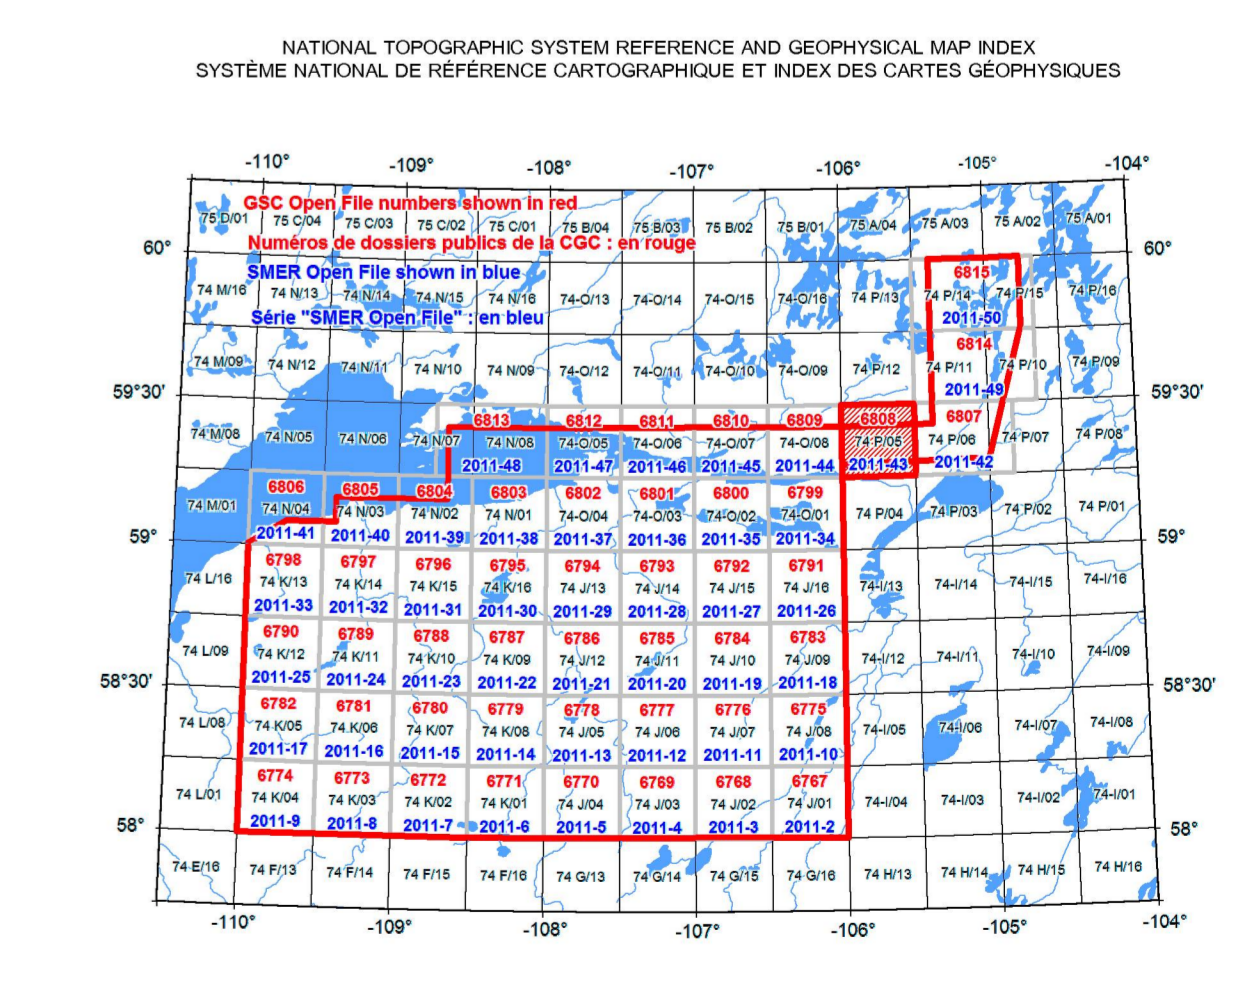 NATIONAL TOPOGRAPHIC SYSTEM REFERENCE AND GEOPHYSICAL MAP INDEX
SYSTÈME NATIONAL DE RÉFÉRENCE CARTOGRAPHIQUE ET INDEX DES CARTES GÉOPHYSIQUES
-110° -109° -108° -107° -106° -105° -104°
GSC Open File numbers shown in red
75 D/01 75 C/04 75 C/03 75 C/02 75 C/01 75 B/04 75 B/03 75 B/02 75 B/01 75 A/04 75 A/03 75 A/02 75 A/01
Numéros de dossiers publics de la CGC : en rouge
60° 60°
SMER Open File shown in blue
6815
74 M/16 74 N/13 74 N/14 74 N/15 74 N/16 74-O/13 74-O/14 74-O/15 74-O/16 74 P/13 74 P/14 74 P/15 74 P/16
Série "SMER Open File" : en bleu
2011-50
6814
74 M/09 74 N/12 74 N/11 74 N/10 74 N/09 74-O/12 74-O/11 74-O/10 74-O/09 74 P/12 74 P/11 74 P/10 74 P/09
2011-49
59°30' 59°30'
6813 6812 6811 6810 6809 6808 6807
74 M/08 74 N/05 74 N/06 74 N/07 74 N/08 74-O/05 74-O/06 74-O/07 74-O/08 74 P/05 74 P/06 74 P/07 74 P/08
2011-48 2011-47 2011-46 2011-45 2011-44 2011-43 2011-42
6806 6805 6804 6803 6802 6801 6800 6799
74 M/01 74 N/04 74 N/03 74 N/02 74 N/01 74-O/04 74-O/03 74-O/02 74-O/01 74 P/04 74 P/03 74 P/02 74 P/01
2011-41 2011-40 2011-39 2011-38 2011-37 2011-36 2011-35 2011-34
59° 59°
6798 6797 6796 6795 6794 6793 6792 6791
74 L/16 74 K/13 74 K/14 74 K/15 74 K/16 74 J/13 74 J/14 74 J/15 74 J/16 74-I/13 74-I/14 74-I/15 74-I/16
2011-33 2011-32 2011-31 2011-30 2011-29 2011-28 2011-27 2011-26
6790 6789 6788 6787 6786 6785 6784 6783
74 L/09 74 K/12 74 K/11 74 K/10 74 K/09 74 J/12 74 J/11 74 J/10 74 J/09 74-I/12 74-I/11 74-I/10 74-I/09
2011-25 2011-24 2011-23 2011-22 2011-21 2011-20 2011-19 2011-18
58°30' 58°30'
6782 6781 6780 6779 6778 6777 6776 6775
74 L/08 74 K/05 74 K/06 74 K/07 74 K/08 74 J/05 74 J/06 74 J/07 74 J/08 74-I/05 74-I/06 74-I/07 74-I/08
2011-17 2011-16 2011-15 2011-14 2011-13 2011-12 2011-11 2011-10
6774 6773 6772 6771 6770 6769 6768 6767
74 L/01 74 K/04 74 K/03 74 K/02 74 K/01 74 J/04 74 J/03 74 J/02 74 J/01 74-I/04 74-I/03 74-I/02 74-I/01
2011-9 2011-8 2011-7 2011-6 2011-5 2011-4 2011-3 2011-2
58° 58°
74 E/16 74 F/13 74 F/14 74 F/15 74 F/16 74 G/13 74 G/14 74 G/15 74 G/16 74 H/13 74 H/14 74 H/15 74 H/16
-110° -109° -108° -107° -106° -105° -104°